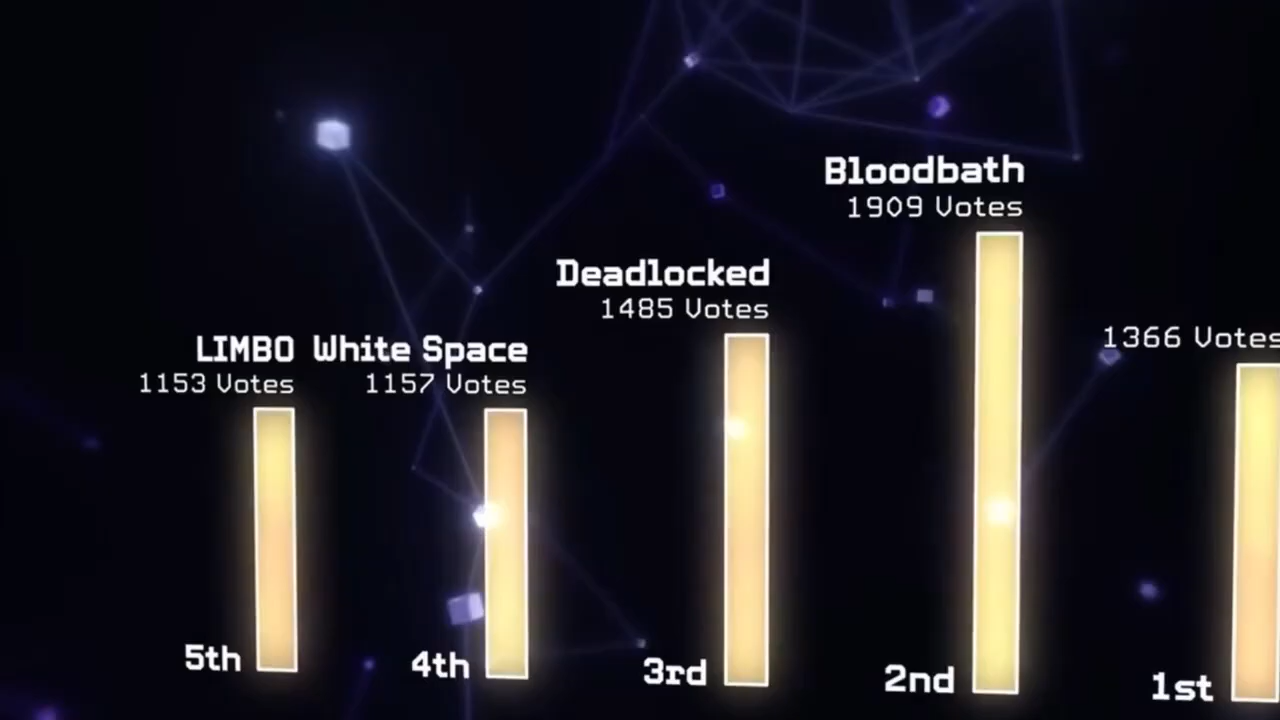 Bloodbath
1909 Votes
Deadlocked
1485 Votes
1366 Votes
LIMBO White Space
1153 Votes 1157 Votes
5th 4th 3rd 2nd 1st